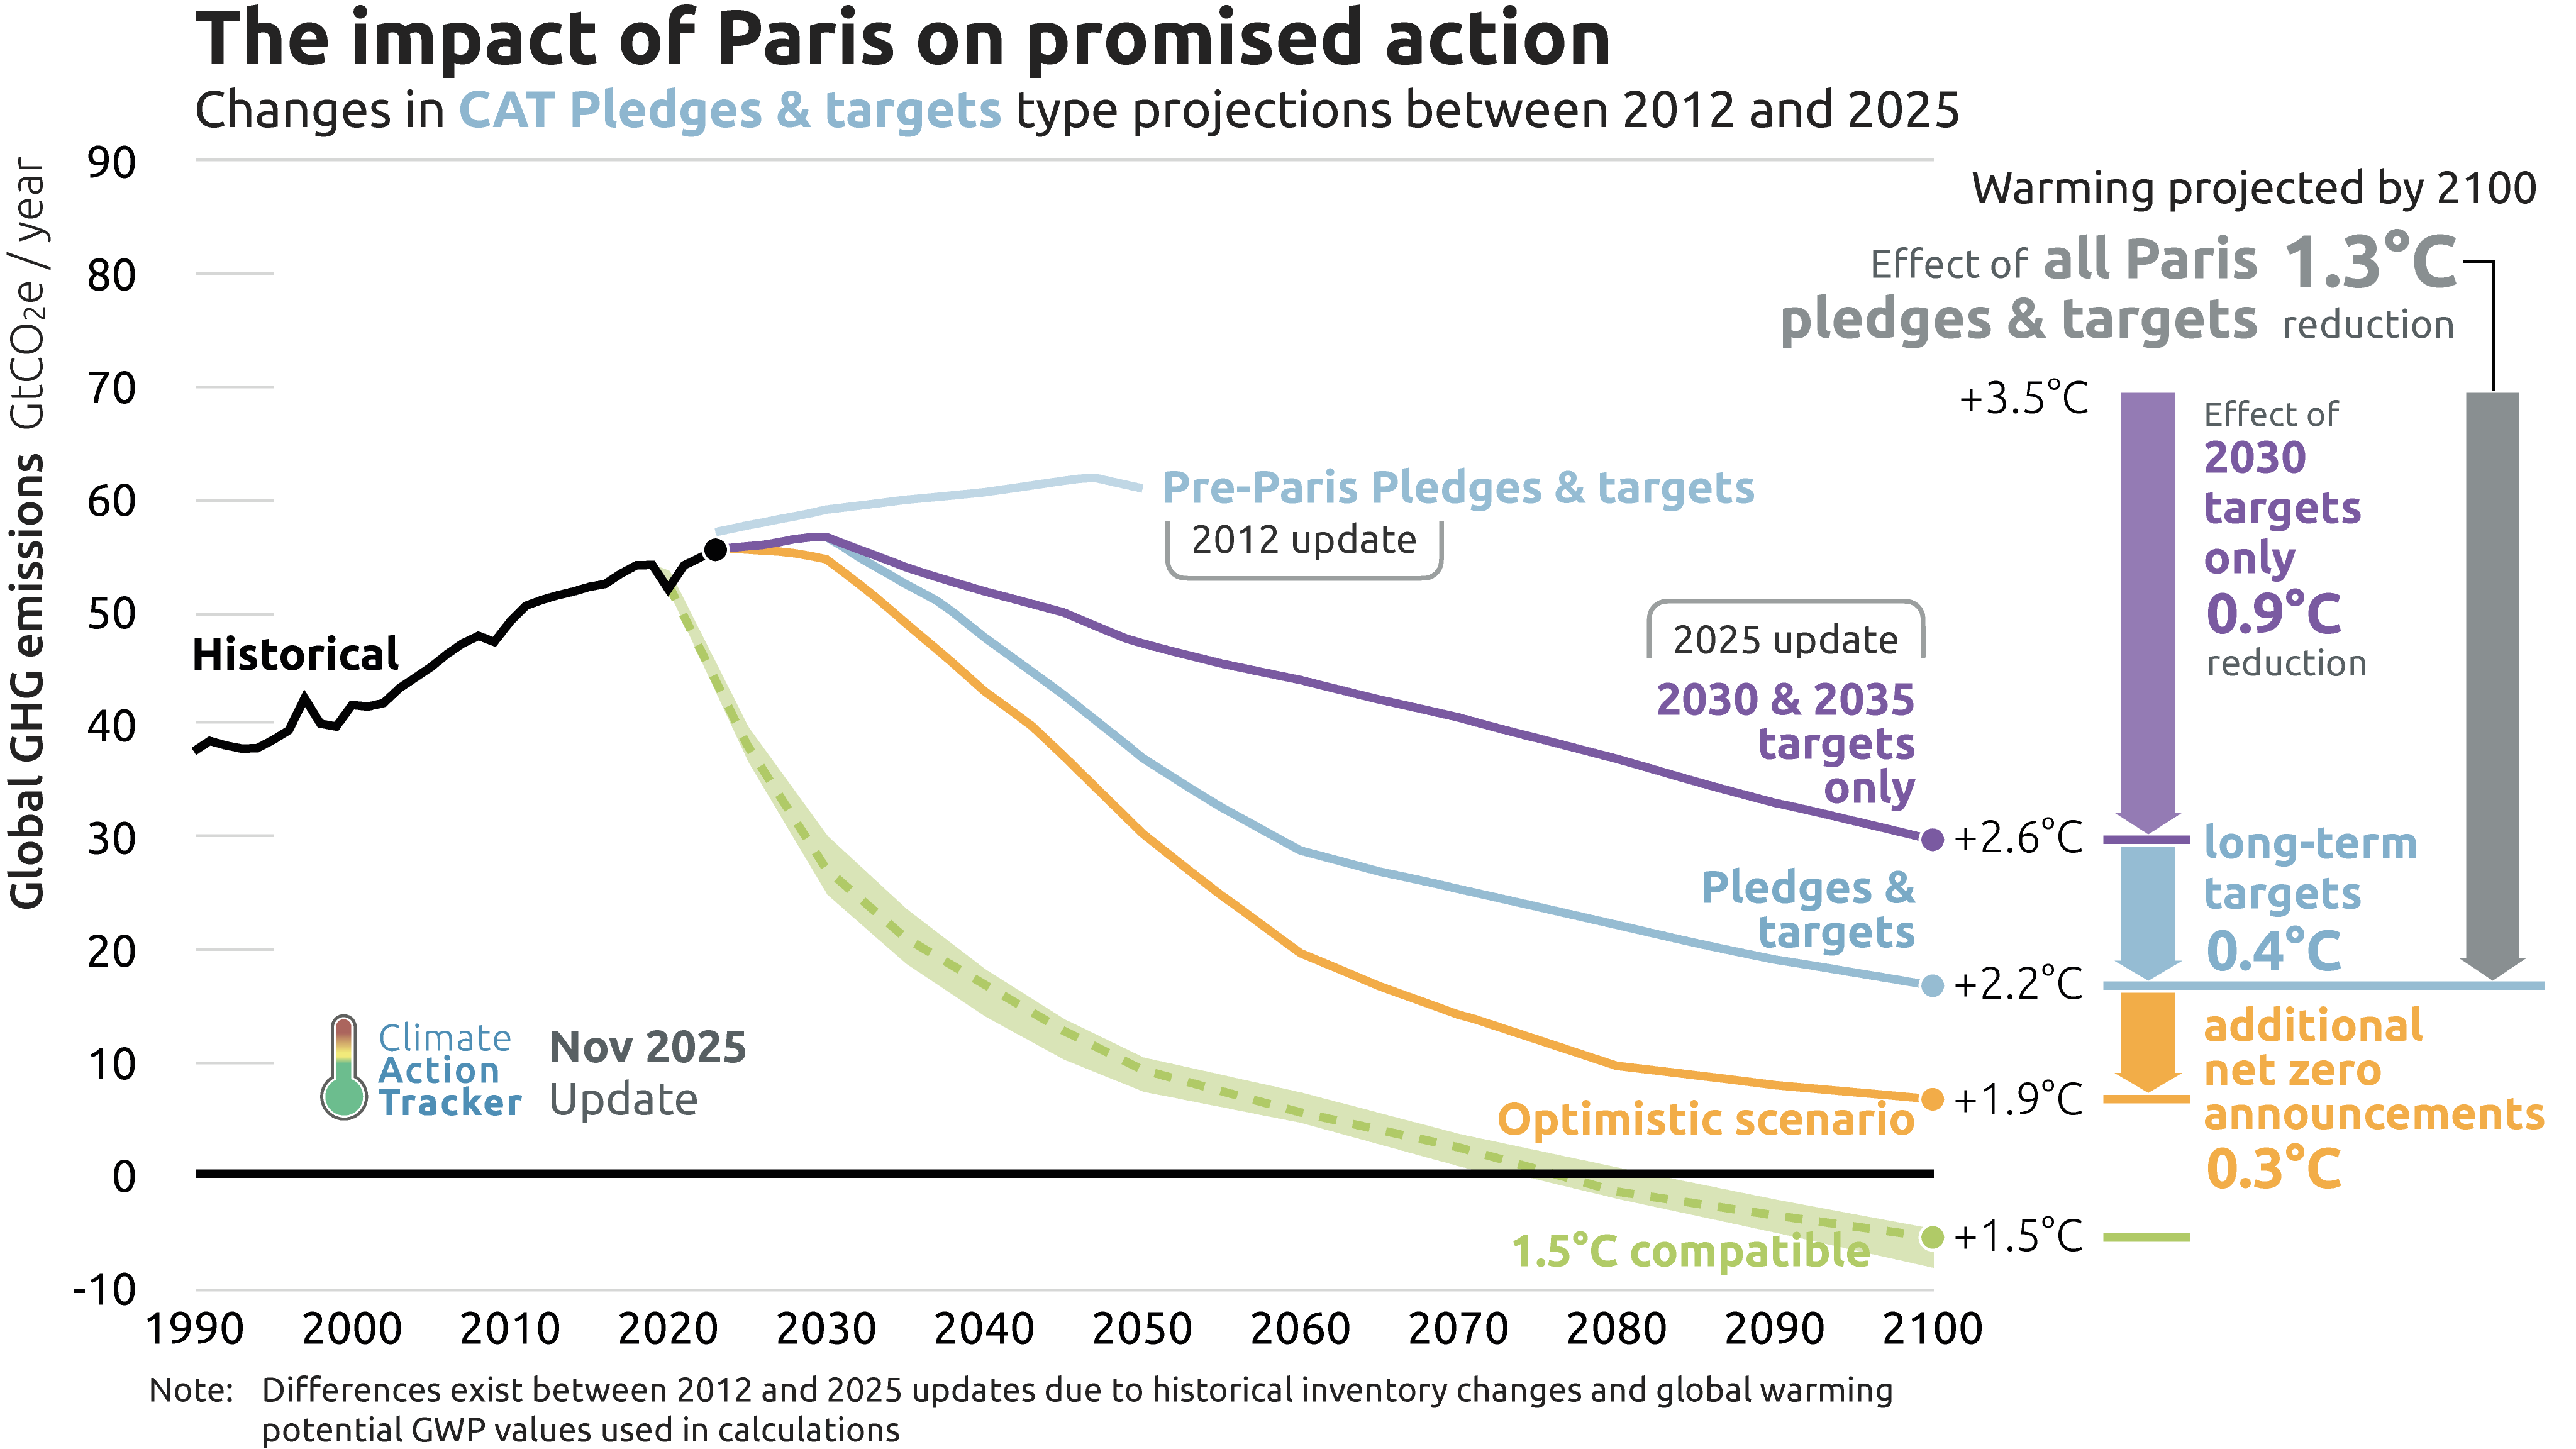 The impact of Paris on promised action
Changes in CAT Pledges & targets type projections between 2012 and 2025
Global GHG emissions GtCO₂e / year
90
80
70
60
50
40
30
20
10
0
-10
1990 2000 2010 2020 2030 2040 2050 2060 2070 2080 2090 2100
Historical
Pre-Paris Pledges & targets
2012 update
2025 update
2030 & 2035
targets
only
Pledges &
targets
Optimistic scenario
1.5°C compatible
Climate
Action
Tracker
Nov 2025
Update
Warming projected by 2100
Effect of all Paris
pledges & targets
1.3°C
reduction
+3.5°C
+2.6°C
+2.2°C
+1.9°C
+1.5°C
Effect of
2030
targets
only
0.9°C
reduction
long-term
targets
0.4°C
additional
net zero
announcements
0.3°C
Note: Differences exist between 2012 and 2025 updates due to historical inventory changes and global warming
potential GWP values used in calculations